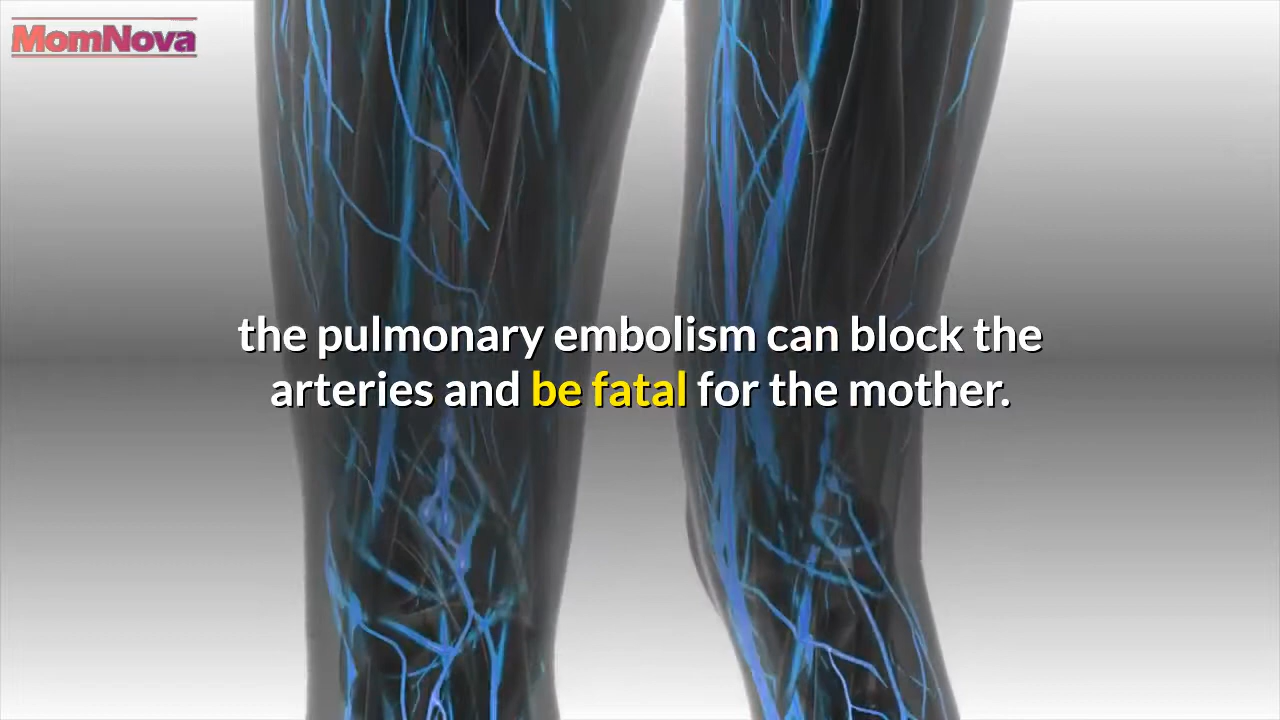 MomNova
the pulmonary embolism can block the
arteries and be fatal for the mother.